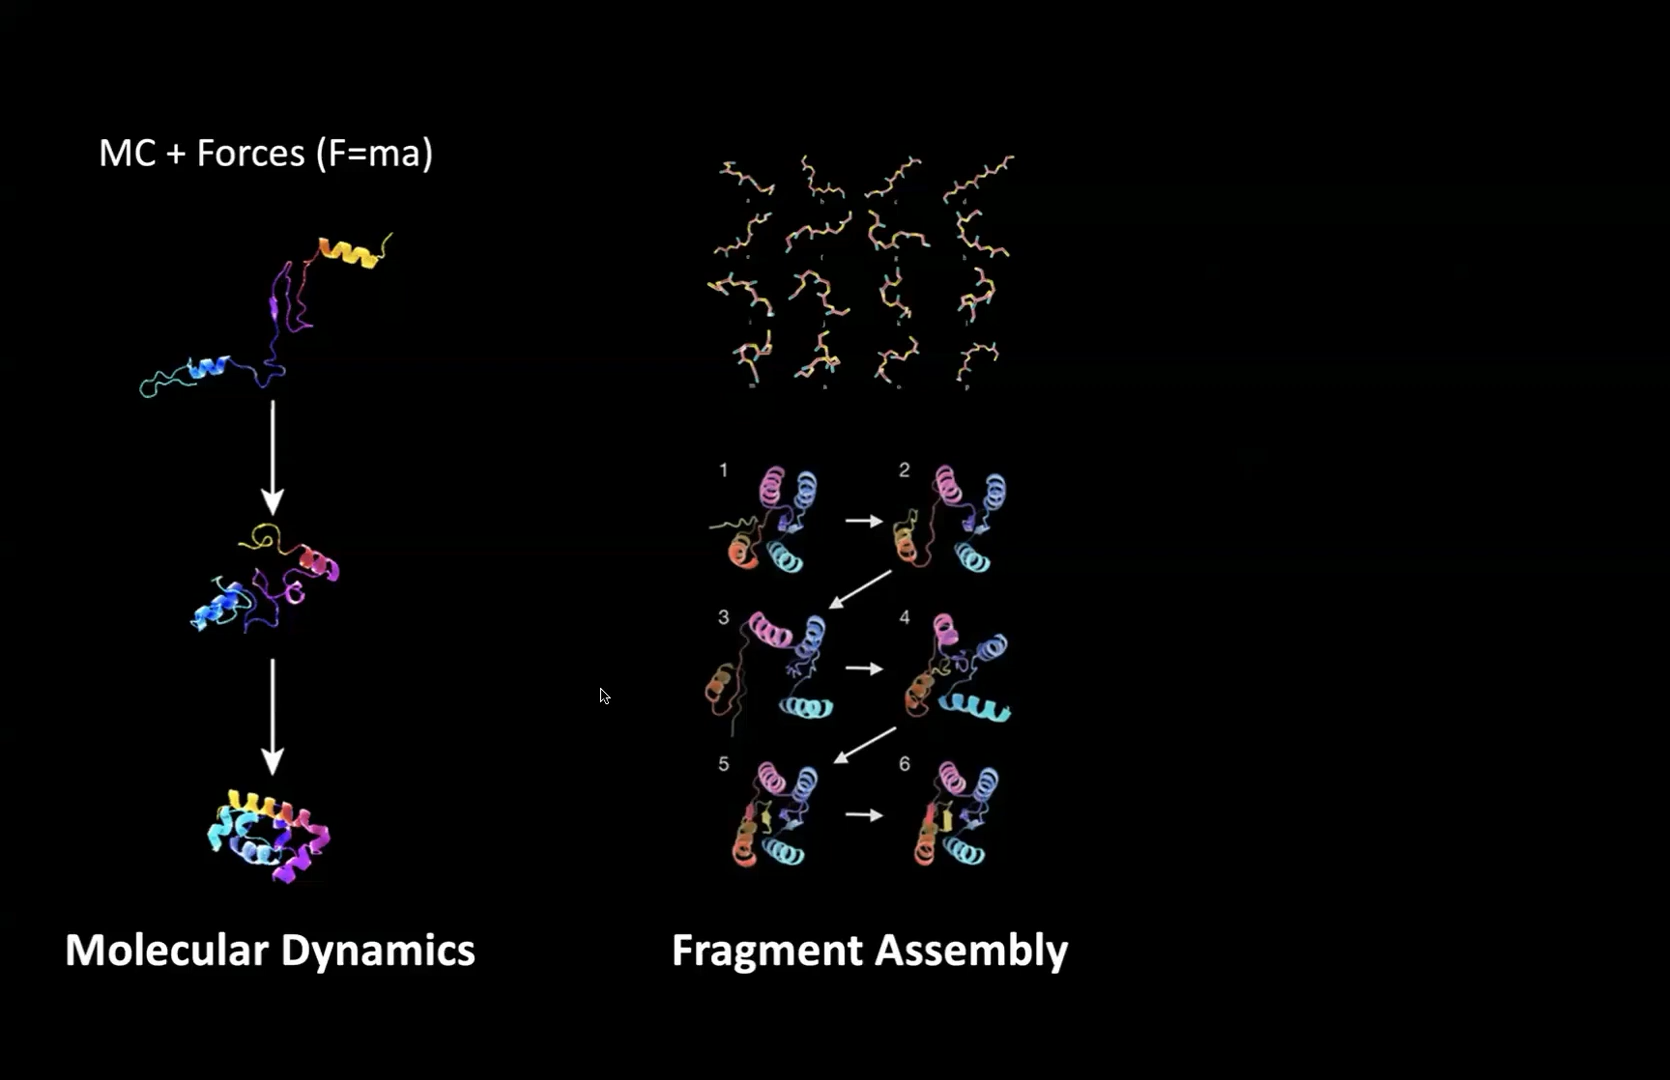 MC + Forces (F=ma)
1
2
3
4
5
6
Molecular Dynamics
Fragment Assembly